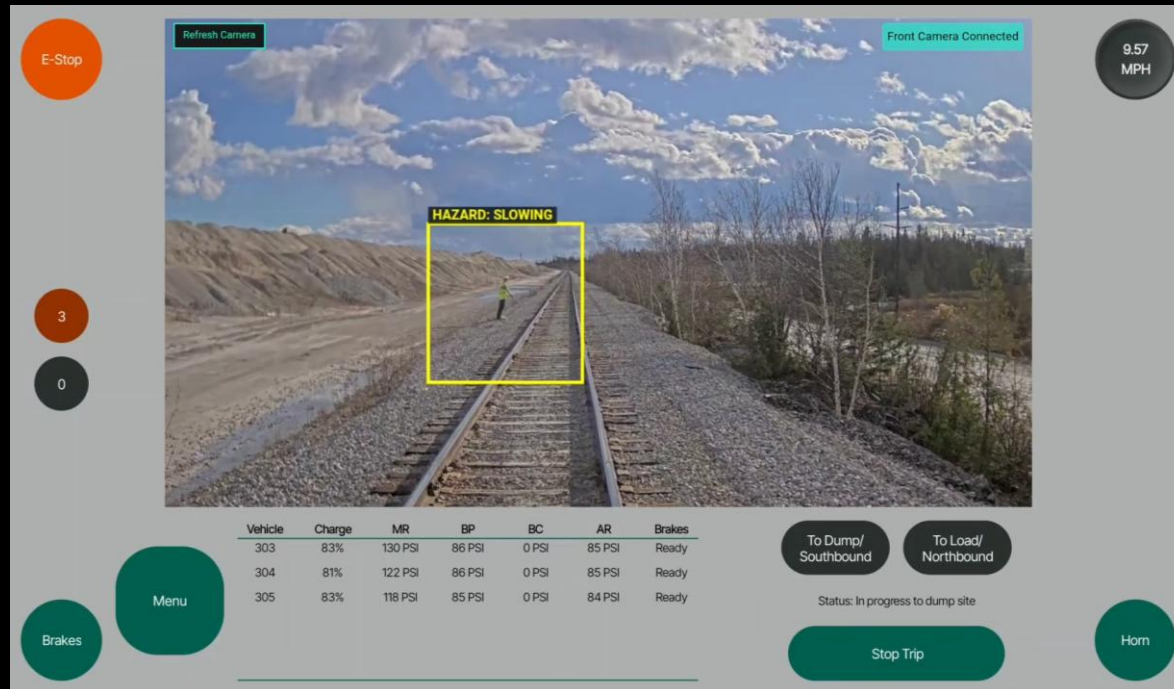 E-Stop
Refresh Camera
Front Camera Connected
9.57
MPH
HAZARD: SLOWING
3
0
Vehicle Charge MR BP BC AR Brakes
303 83% 130 PSI 86 PSI 0 PSI 85 PSI Ready
304 81% 122 PSI 86 PSI 0 PSI 85 PSI Ready
305 83% 118 PSI 85 PSI 0 PSI 84 PSI Ready
To Dump/
Southbound
To Load/
Northbound
Status: In progress to dump site
Menu
Brakes
Stop Trip
Horn